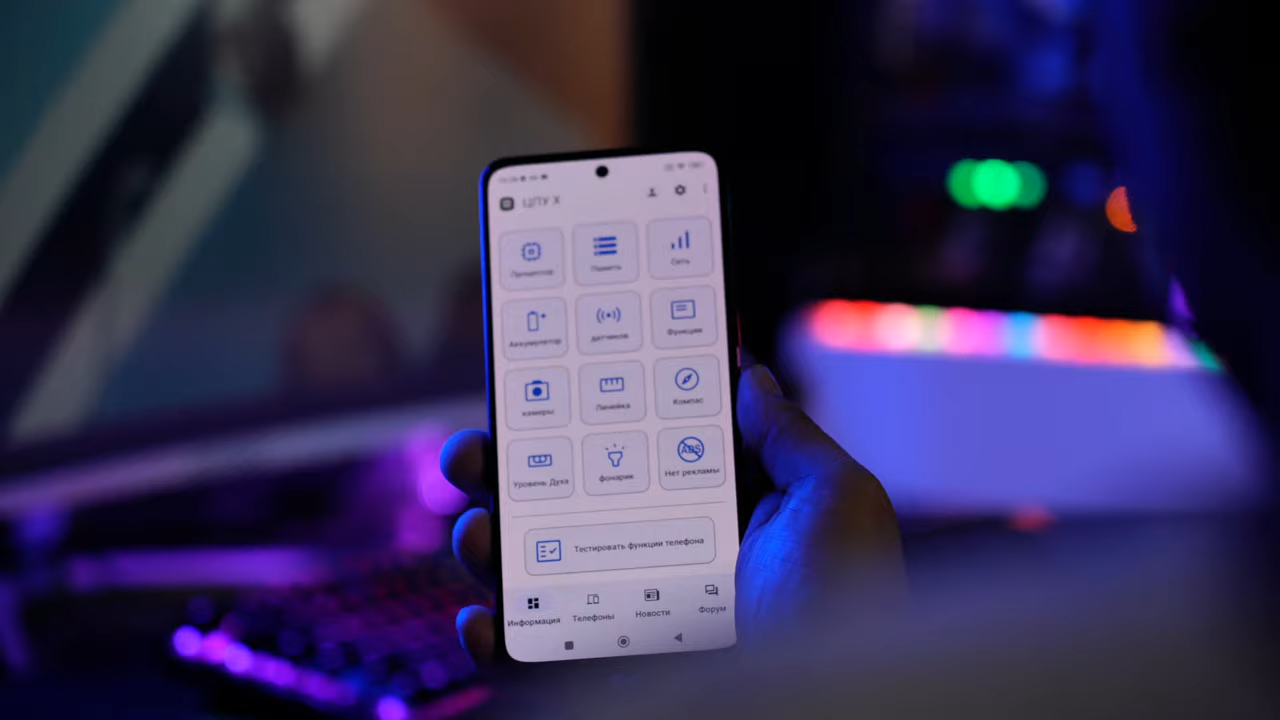 ЦПУ X
Процессор
Память
Сеть
Аккумулятор
датчиков
Функции
камеры
Линейка
Компас
Уровень Духа
фонарик
ADS
Нет рекламы
Тестировать функции телефона
Информация
Телефоны
Новости
Форум